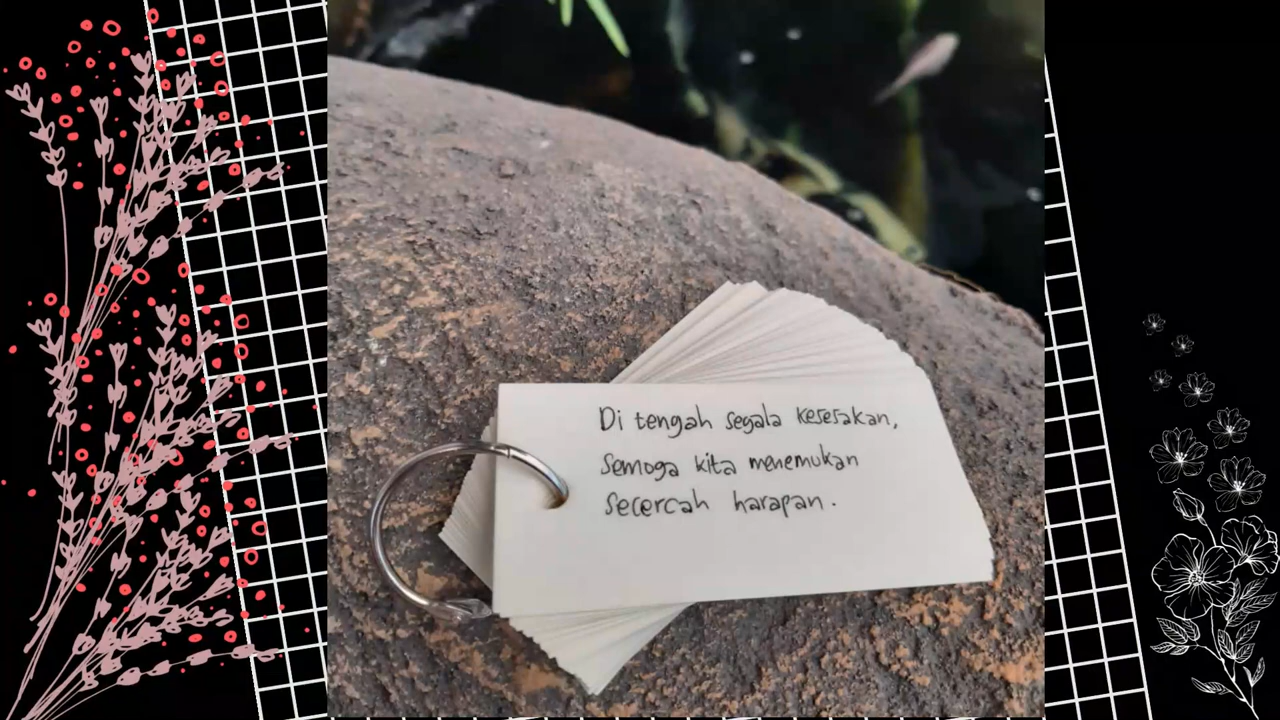 Di tengah segala kesesakan,
semoga kita menemukan
secercah harapan.